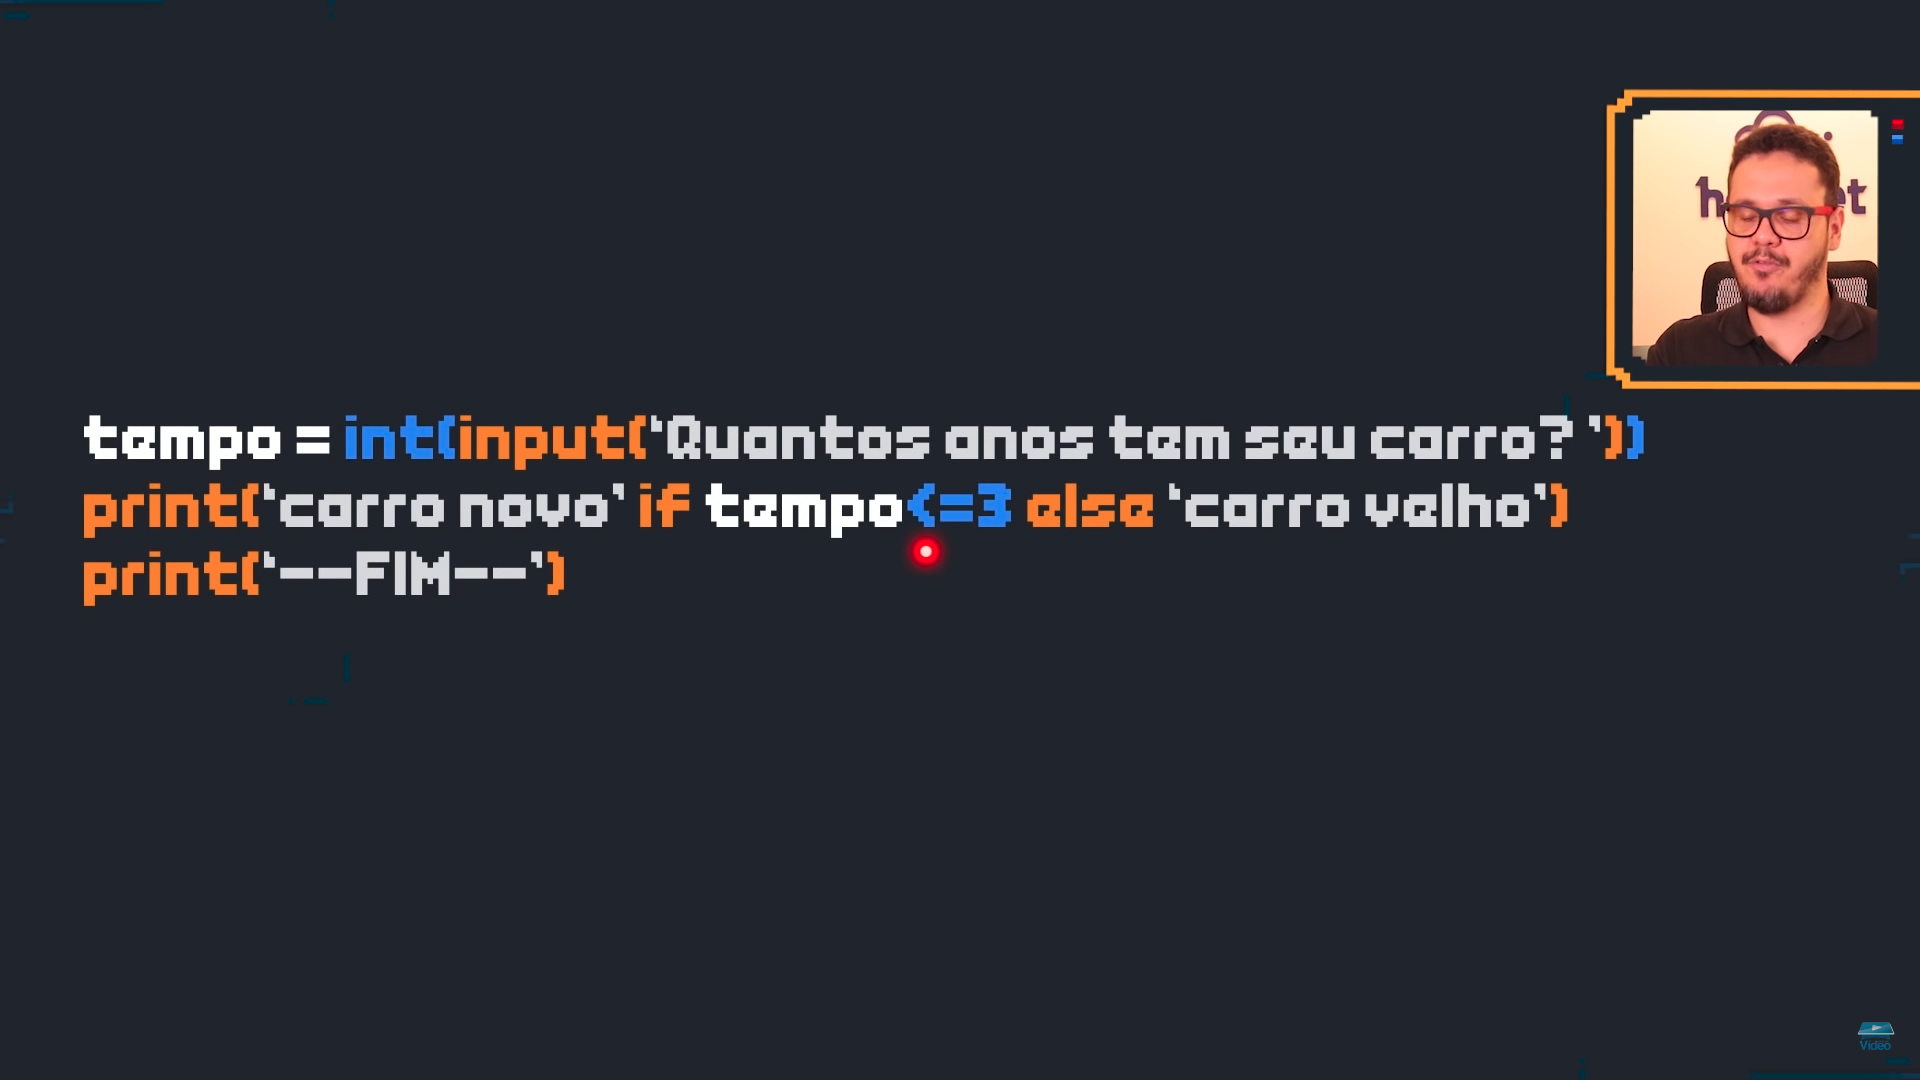 tempo = int(input(‘Quantos anos tem seu carro? ’))
print(‘carro novo’ if tempo<=3 else ‘carro velho’)
print(‘--FIM--’)
Vídeo